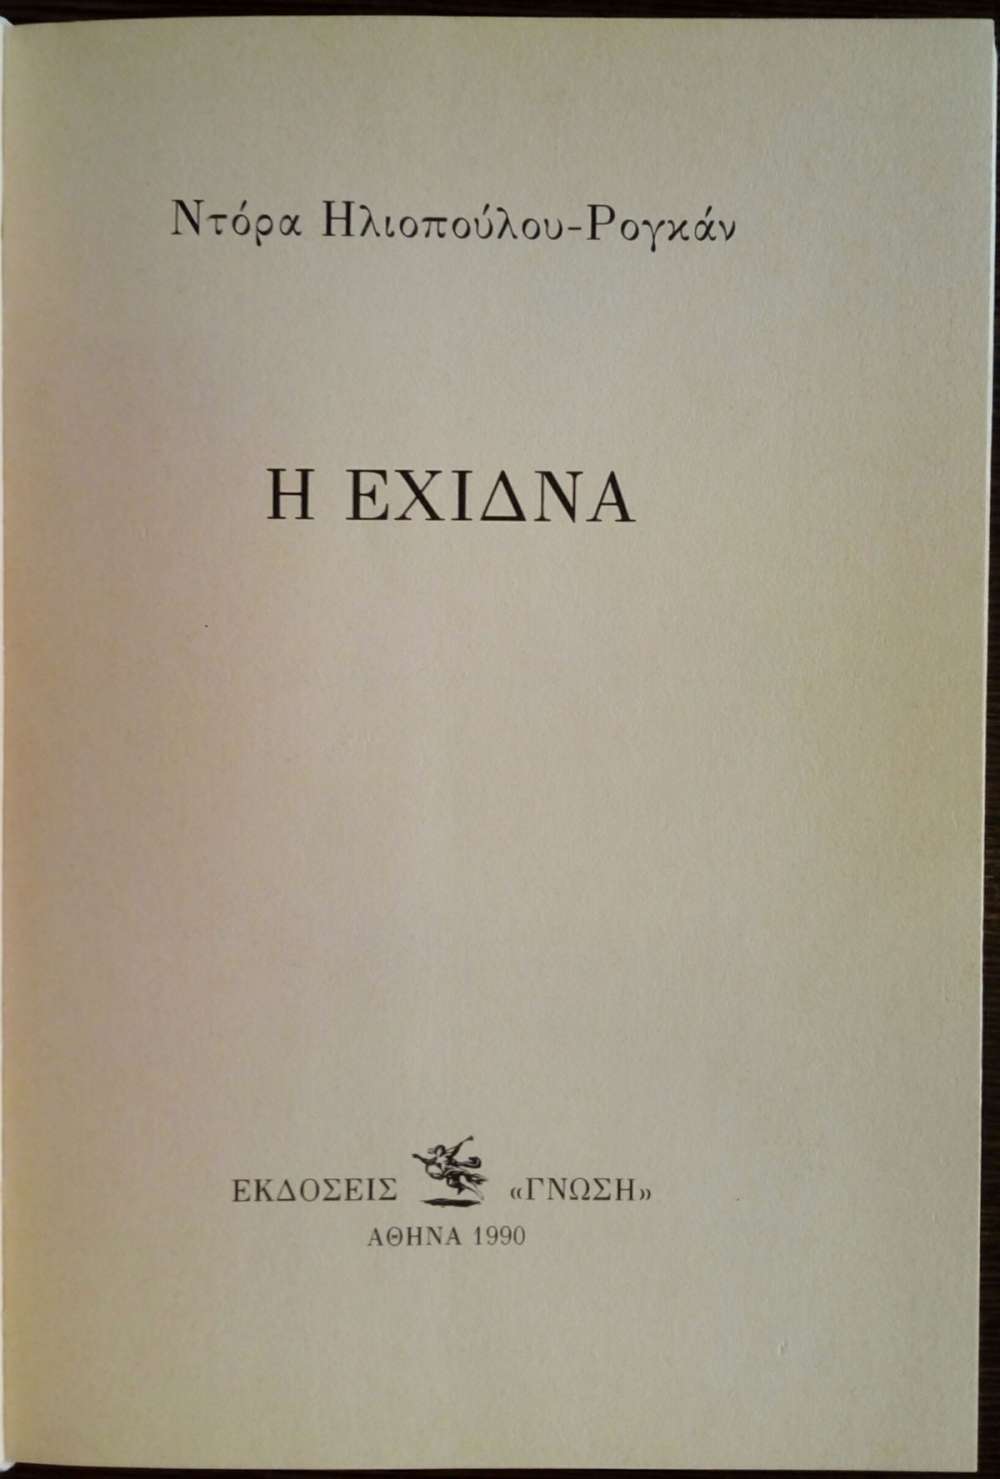 Ντόρα Ηλιοπούλου-Ρογκάν
Η ΕΧΙΔΝΑ
ΕΚΔΟΣΕΙΣ «ΓΝΩΣΗ»
ΑΘΗΝΑ 1990